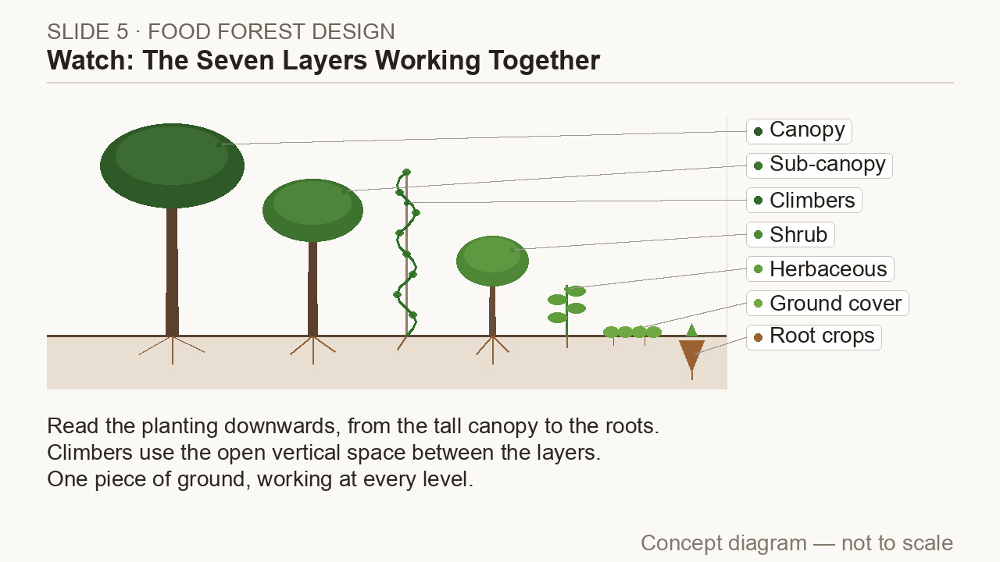 SLIDE 5 · FOOD FOREST DESIGN
Watch: The Seven Layers Working Together
Canopy
Sub-canopy
Climbers
Shrub
Herbaceous
Ground cover
Root crops
Read the planting downwards, from the tall canopy to the roots.
Climbers use the open vertical space between the layers.
One piece of ground, working at every level.
Concept diagram — not to scale